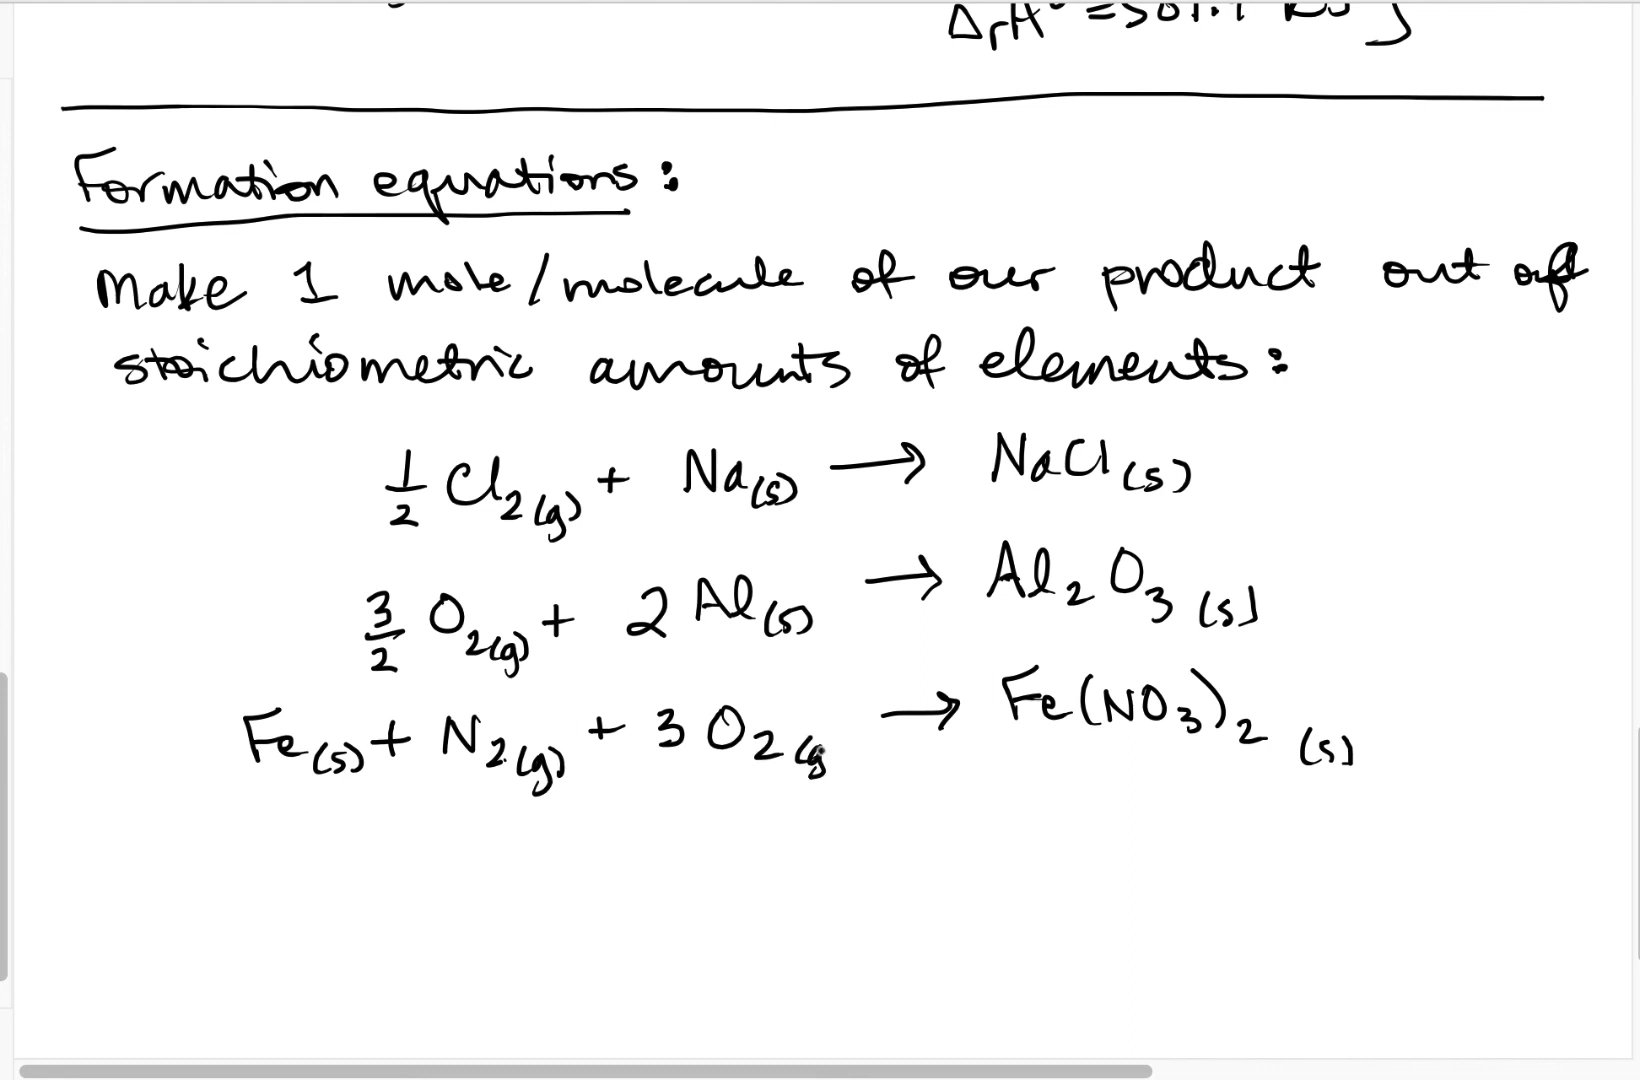 ΔrH° =
Formation equations:
Make 1 mole/molecule of our product out of
stoichiometric amounts of elements:
1/2 Cl₂(g) + Na(s) → NaCl(s)
3/2 O₂(g) + 2 Al(s) → Al₂O₃(s)
Fe(s) + N₂(g) + 3 O₂(g → Fe(NO₃)₂(s)